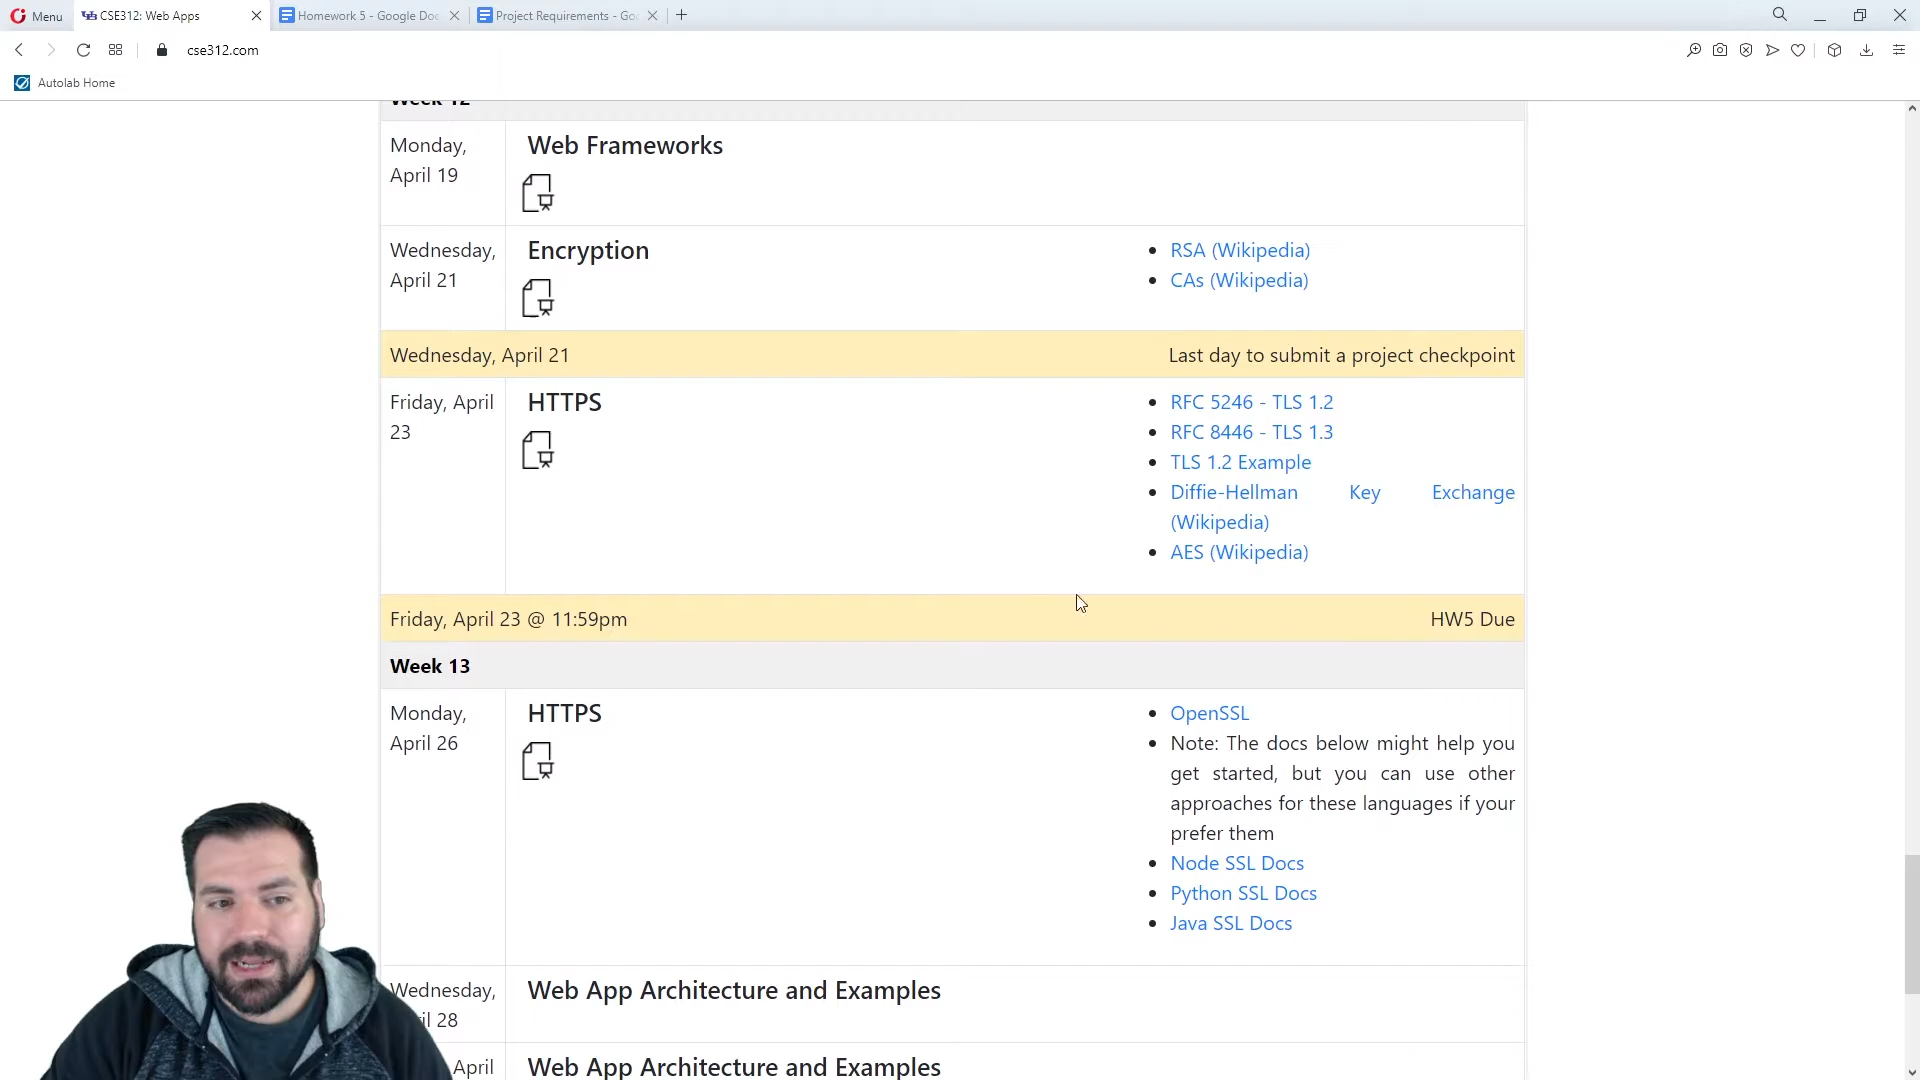 Menu
CSE312: Web Apps
Homework 5 - Google Doc
Project Requirements - Goo
cse312.com
Autolab Home
Week 12
Monday,
April 19
Web Frameworks
Wednesday,
April 21
Encryption
RSA (Wikipedia)
CAs (Wikipedia)
Wednesday, April 21
Last day to submit a project checkpoint
Friday, April
23
HTTPS
RFC 5246 - TLS 1.2
RFC 8446 - TLS 1.3
TLS 1.2 Example
Diffie-Hellman Key Exchange
(Wikipedia)
AES (Wikipedia)
Friday, April 23 @ 11:59pm
HW5 Due
Week 13
Monday,
April 26
HTTPS
OpenSSL
Note: The docs below might help you
get started, but you can use other
approaches for these languages if your
prefer them
Node SSL Docs
Python SSL Docs
Java SSL Docs
Wednesday,
il 28
Web App Architecture and Examples
April
Web App Architecture and Examples